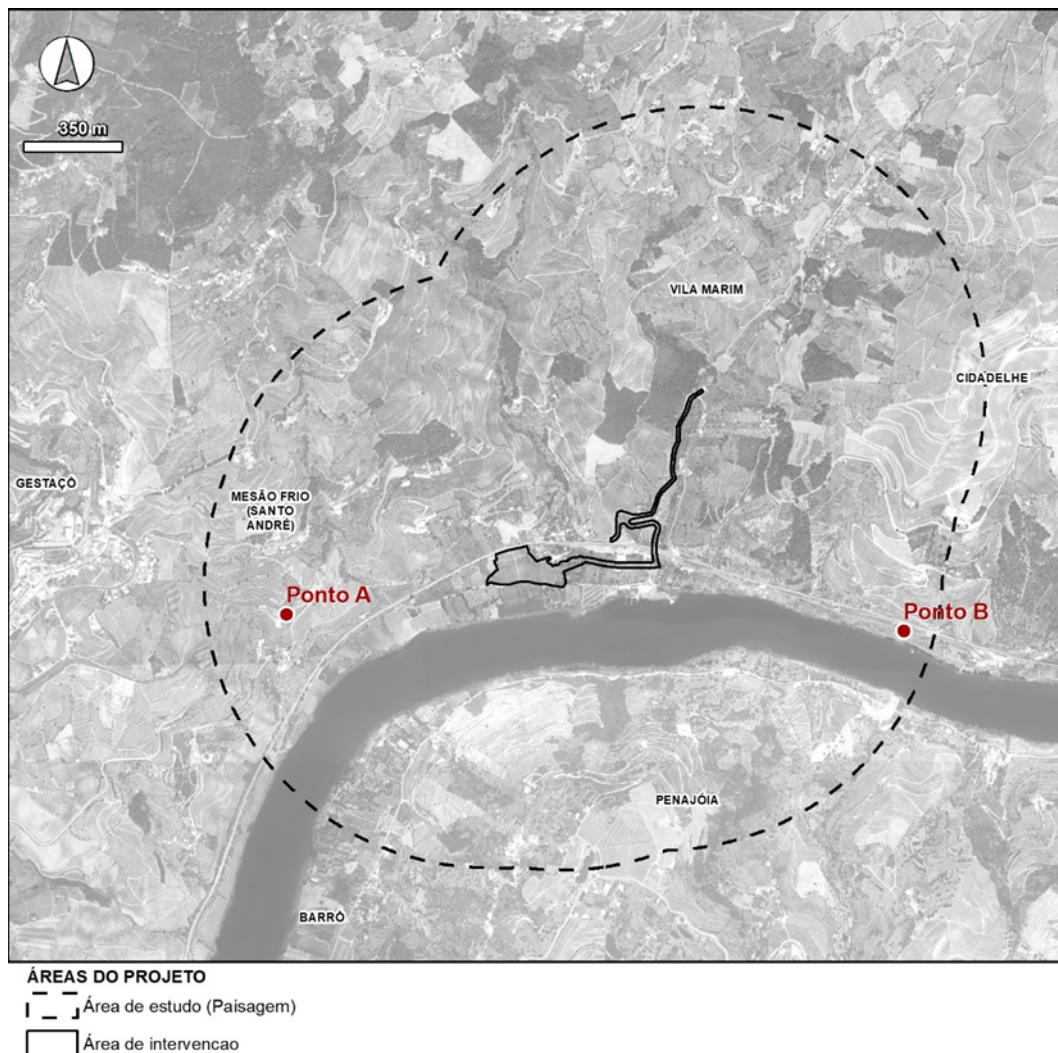 350 m
VILA MARIM
CIDADELHE
GESTAÇÔ
MESÃO FRIO
(SANTO
ANDRÉ)
Ponto A
Ponto B
PENAJÓIA
BARRÔ
ÁREAS DO PROJETO
Área de estudo (Paisagem)
Área de intervencao